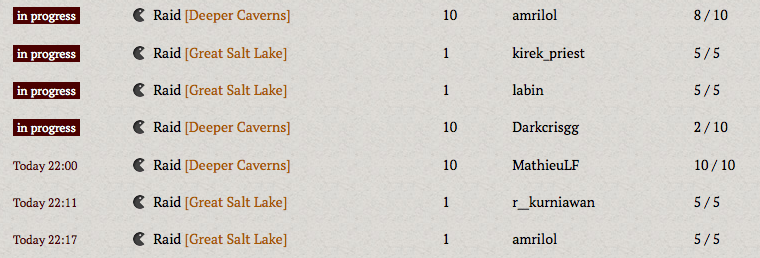 in progress Raid [Deeper Caverns] 10 amrilol 8 / 10
in progress Raid [Great Salt Lake] 1 kirek_priest 5 / 5
in progress Raid [Great Salt Lake] 1 labin 5 / 5
in progress Raid [Deeper Caverns] 10 Darkcrisgg 2 / 10
Today 22:00 Raid [Deeper Caverns] 10 MathieuLF 10 / 10
Today 22:11 Raid [Great Salt Lake] 1 r__kurniawan 5 / 5
Today 22:17 Raid [Great Salt Lake] 1 amrilol 5 / 5